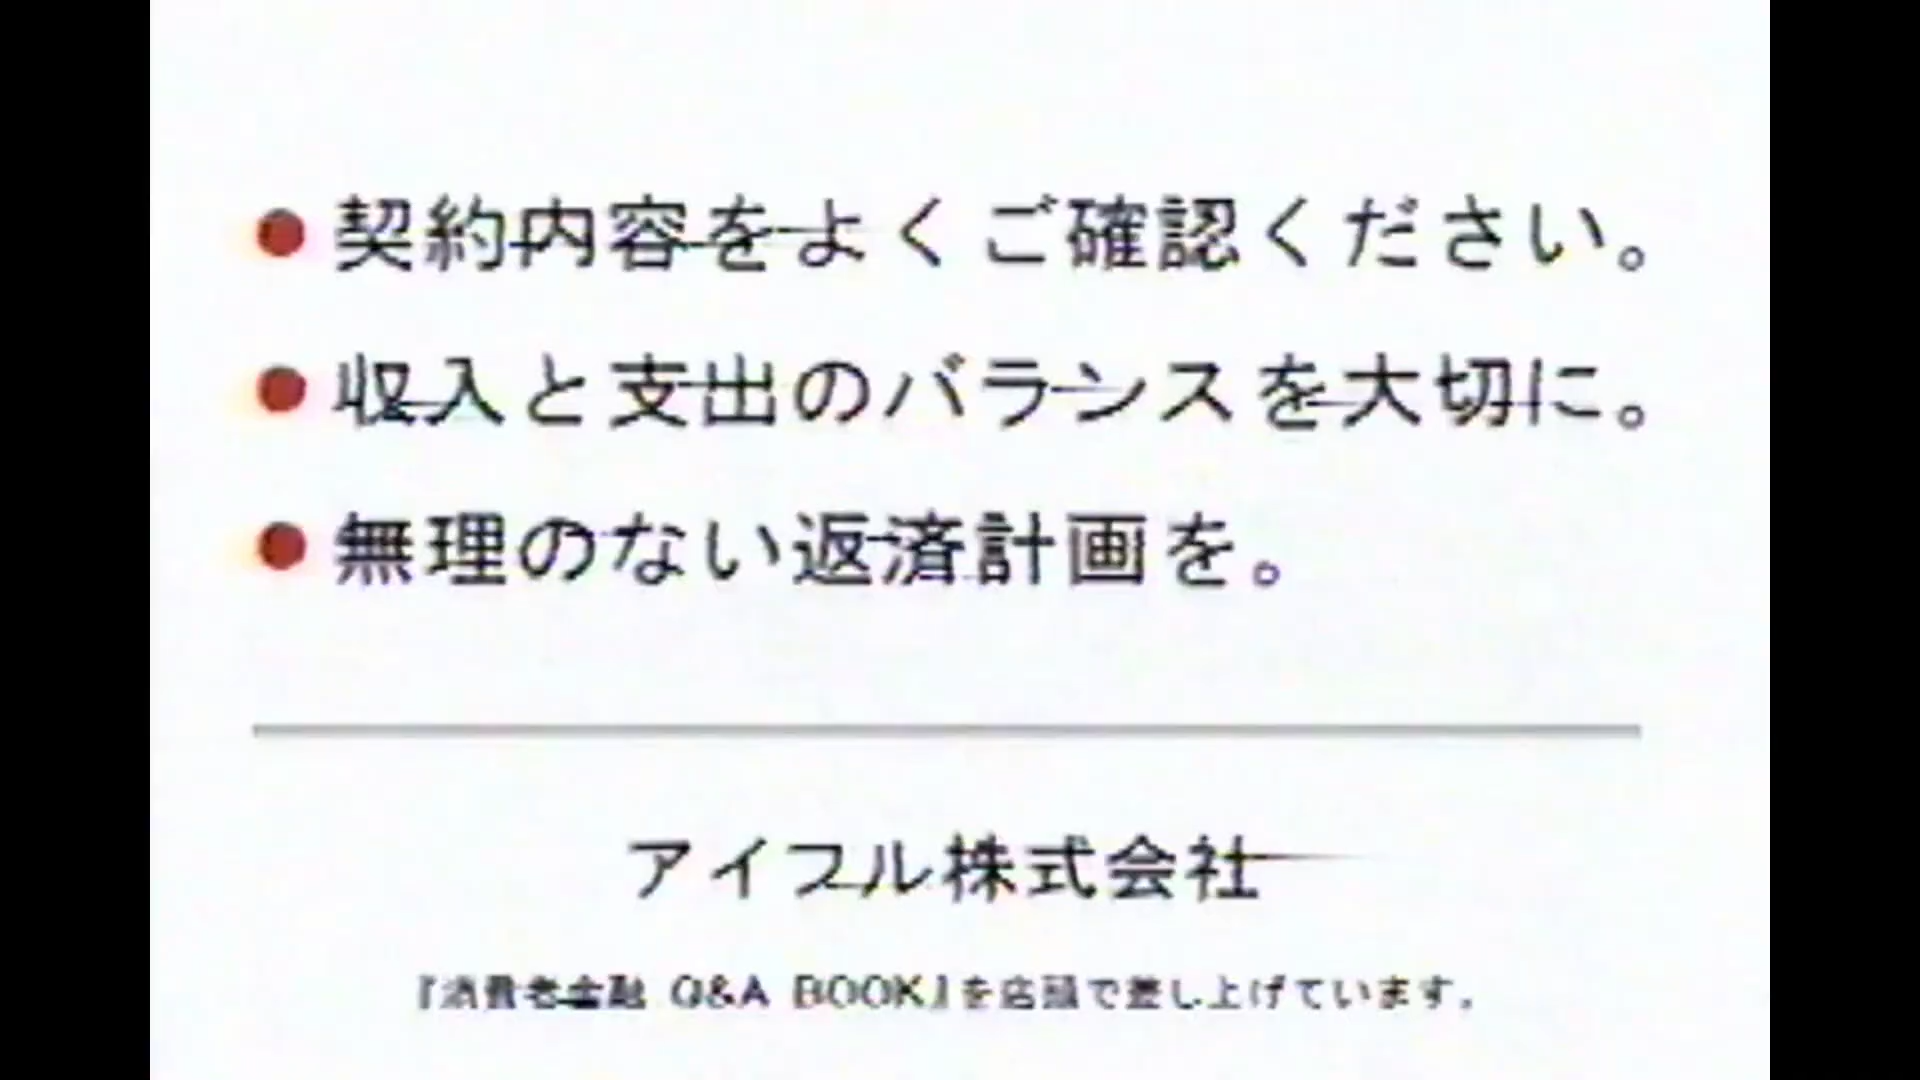 ●契約内容をよくご確認ください。
●収入と支出のバランスを大切に。
●無理のない返済計画を。
アイフル株式会社
『消費者金融 Q&A BOOK』を店頭で差し上げています。